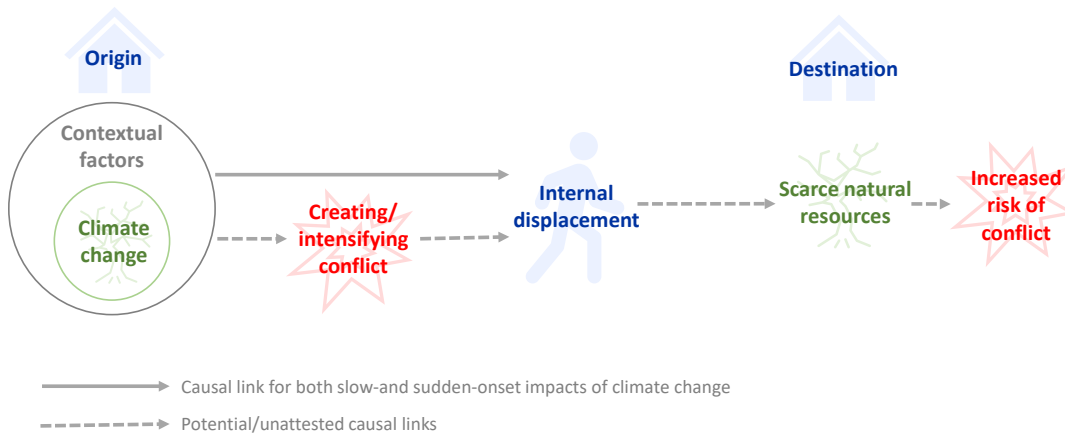 Origin
Destination
Contextual
factors
Climate
change
Creating/
intensifying
conflict
Internal
displacement
Scarce natural
resources
Increased
risk of
conflict
Causal link for both slow-and sudden-onset impacts of climate change
Potential/unattested causal links